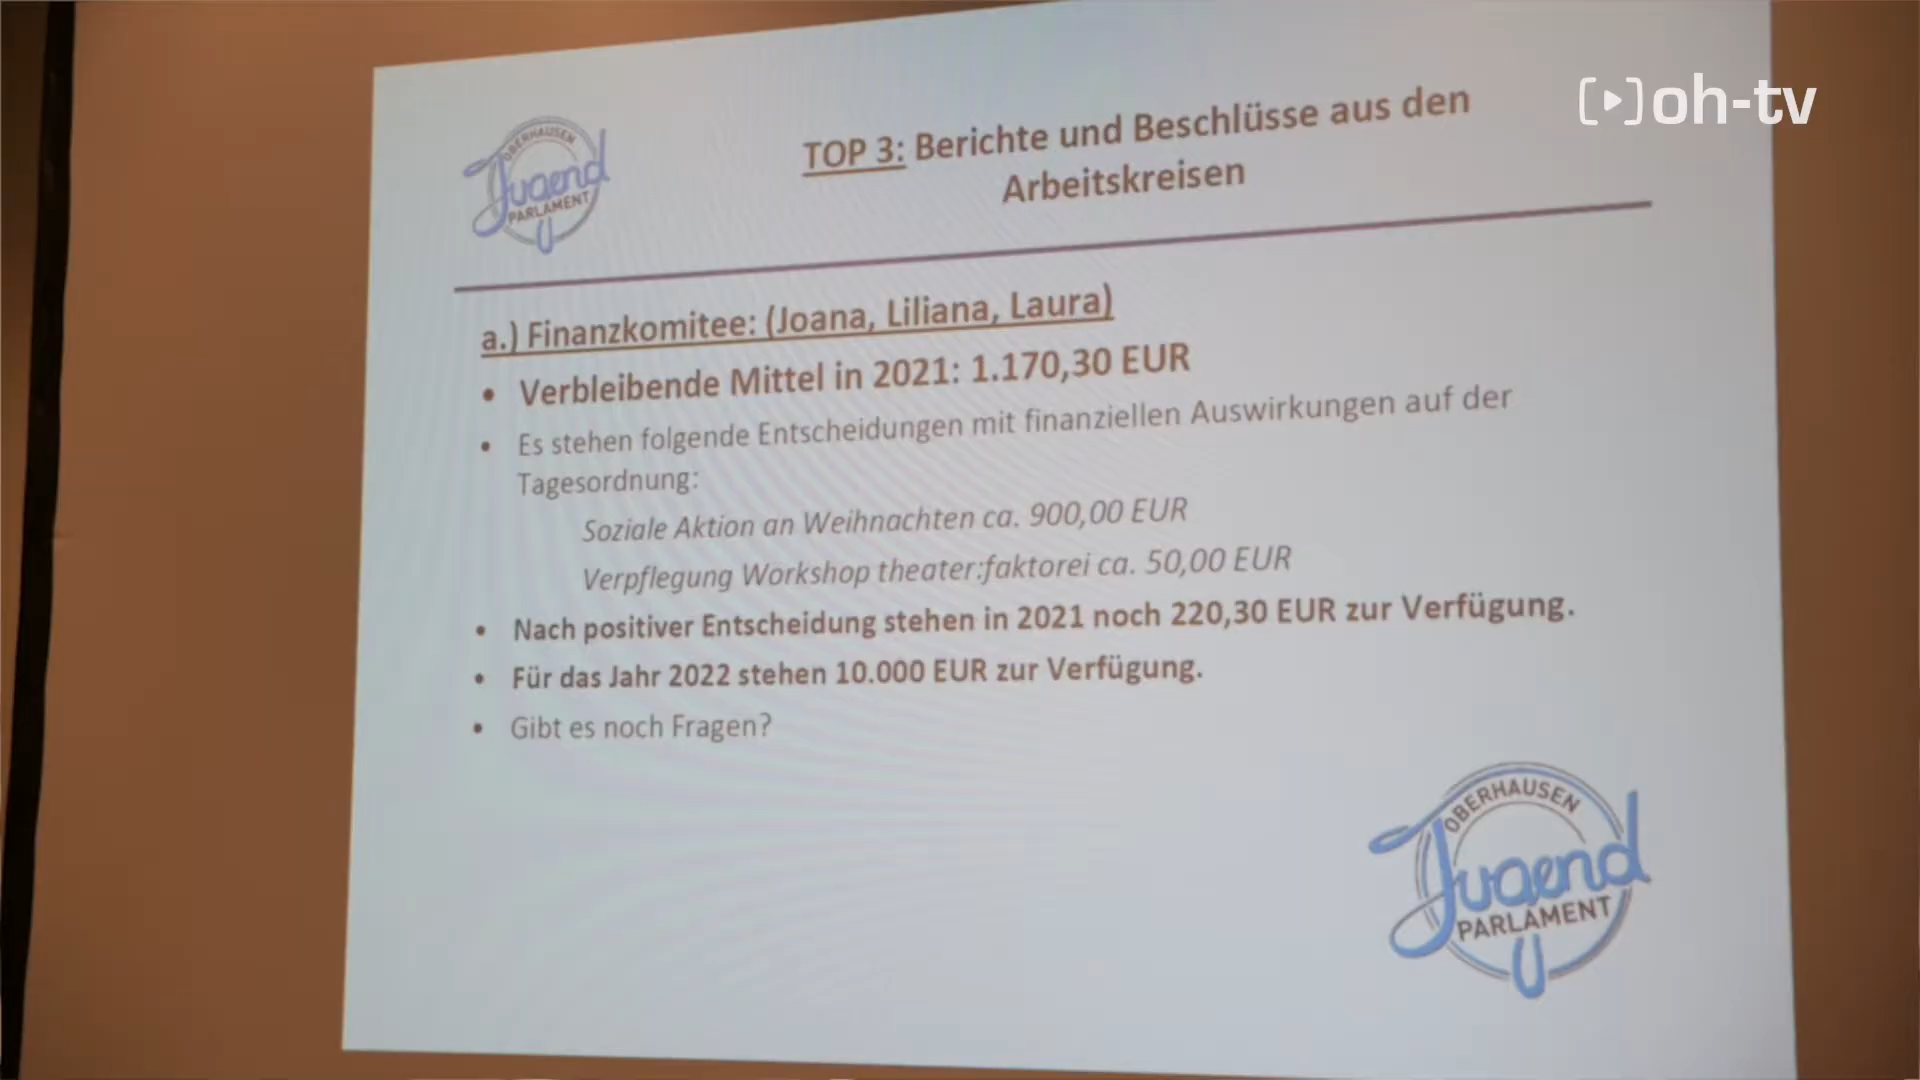 oh-tv
OBERHAUSEN
Jugend
PARLAMENT
TOP 3: Berichte und Beschlüsse aus den
Arbeitskreisen
a.) Finanzkomitee: (Joana, Liliana, Laura)
• Verbleibende Mittel in 2021: 1.170,30 EUR
• Es stehen folgende Entscheidungen mit finanziellen Auswirkungen auf der
Tagesordnung:
Soziale Aktion an Weihnachten ca. 900,00 EUR
Verpflegung Workshop theater:faktorei ca. 50,00 EUR
• Nach positiver Entscheidung stehen in 2021 noch 220,30 EUR zur Verfügung.
• Für das Jahr 2022 stehen 10.000 EUR zur Verfügung.
• Gibt es noch Fragen?
OBERHAUSEN
Jugend
PARLAMENT